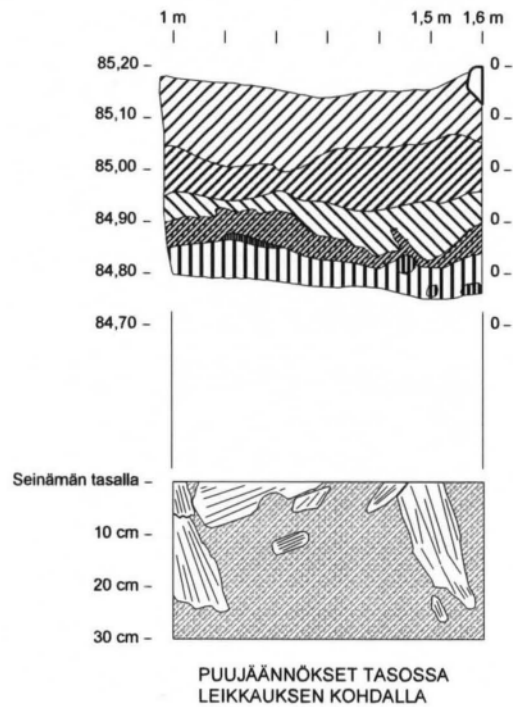 1 m 1,5 m 1,6 m
85,20 – 0 –
85,10 – 0 –
85,00 – 0 –
84,90 – 0 –
84,80 – 0 –
84,70 – 0 –
Seinämän tasalla –
10 cm –
20 cm –
30 cm –
PUUJÄÄNNÖKSET TASOSSA
LEIKKAUKSEN KOHDALLA